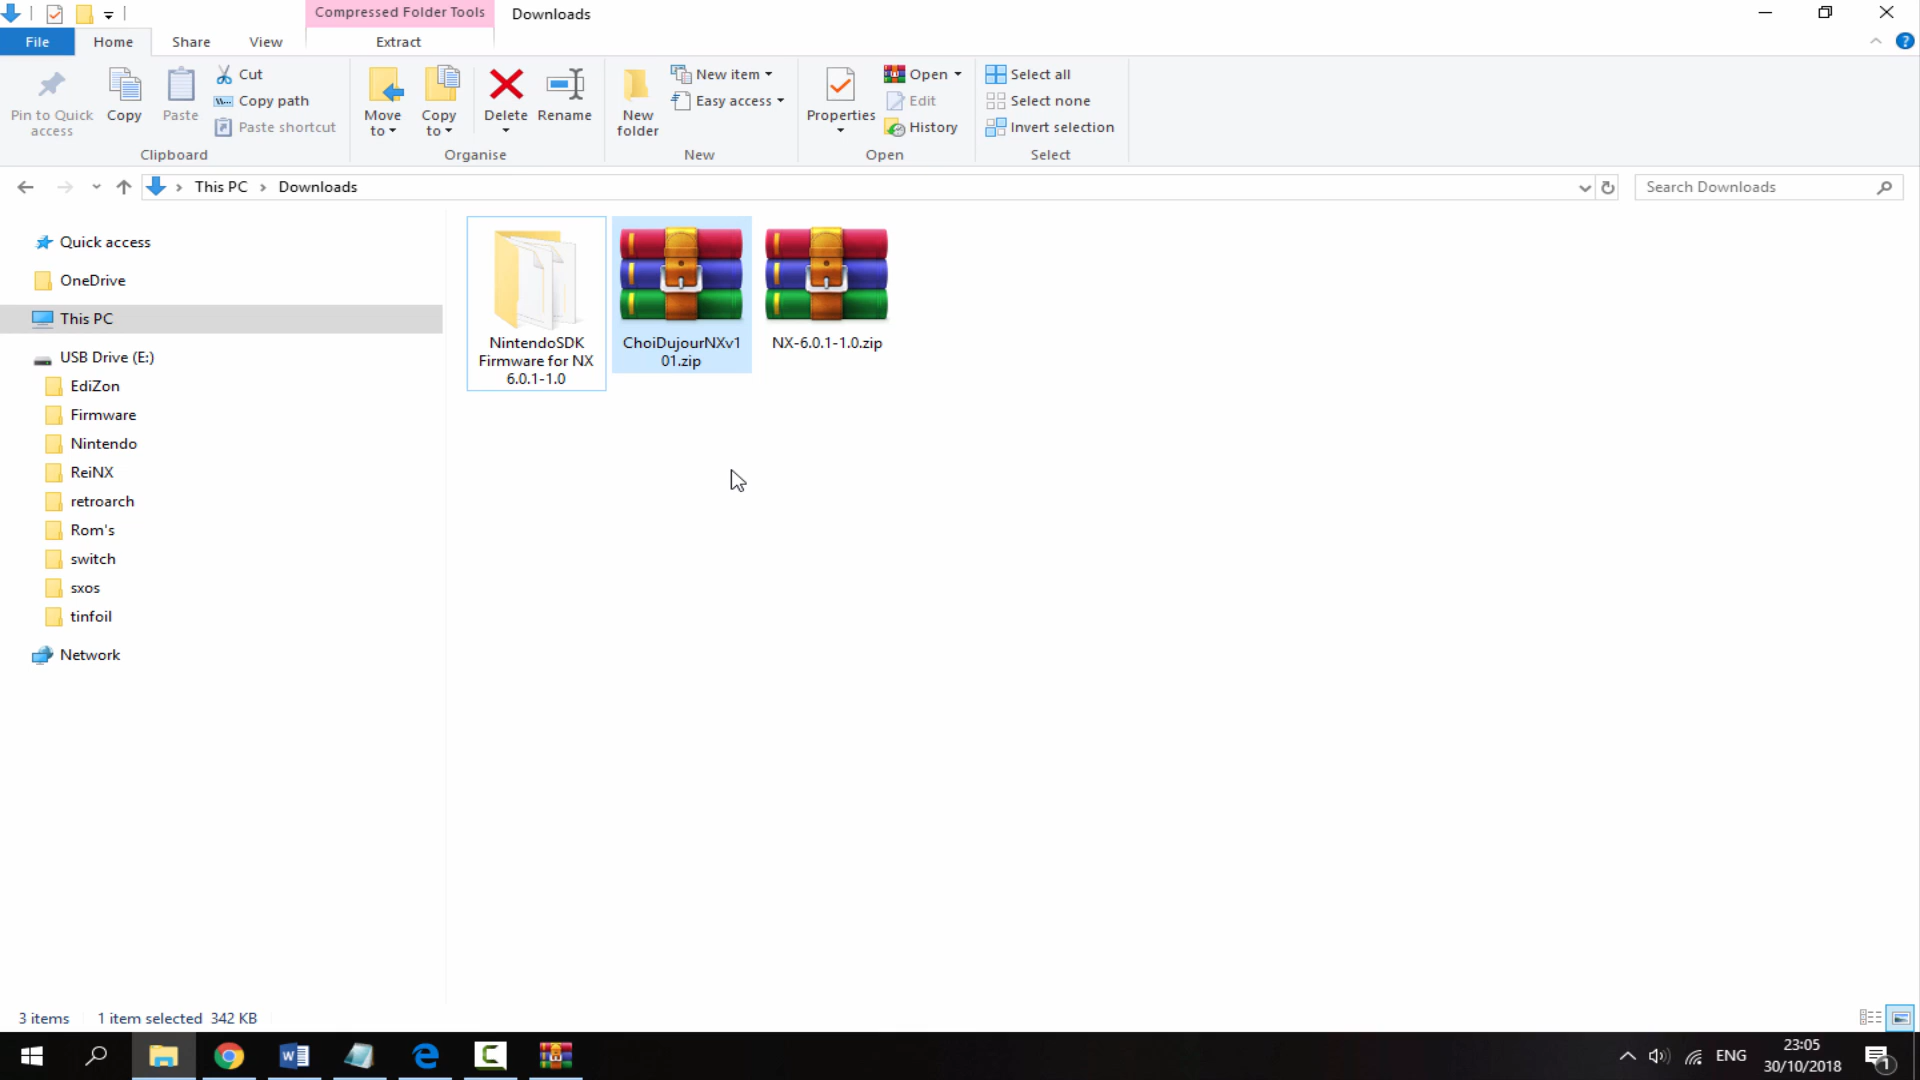 Compressed Folder Tools
Downloads
File
Home
Share
View
Extract
Pin to Quick
access
Copy
Paste
Cut
Copy path
Paste shortcut
Clipboard
Move
to
Copy
to
Delete
Rename
Organise
New
folder
New item
Easy access
New
Properties
Open
Edit
History
Open
Select all
Select none
Invert selection
Select
This PC
Downloads
Search Downloads
Quick access
OneDrive
This PC
USB Drive (E:)
EdiZon
Firmware
Nintendo
ReiNX
retroarch
Rom's
switch
sxos
tinfoil
Network
NintendoSDK
Firmware for NX
6.0.1-1.0
ChoiDujourNXv1
01.zip
NX-6.0.1-1.0.zip
3 items
1 item selected 342 KB
ENG
23:05
30/10/2018
1